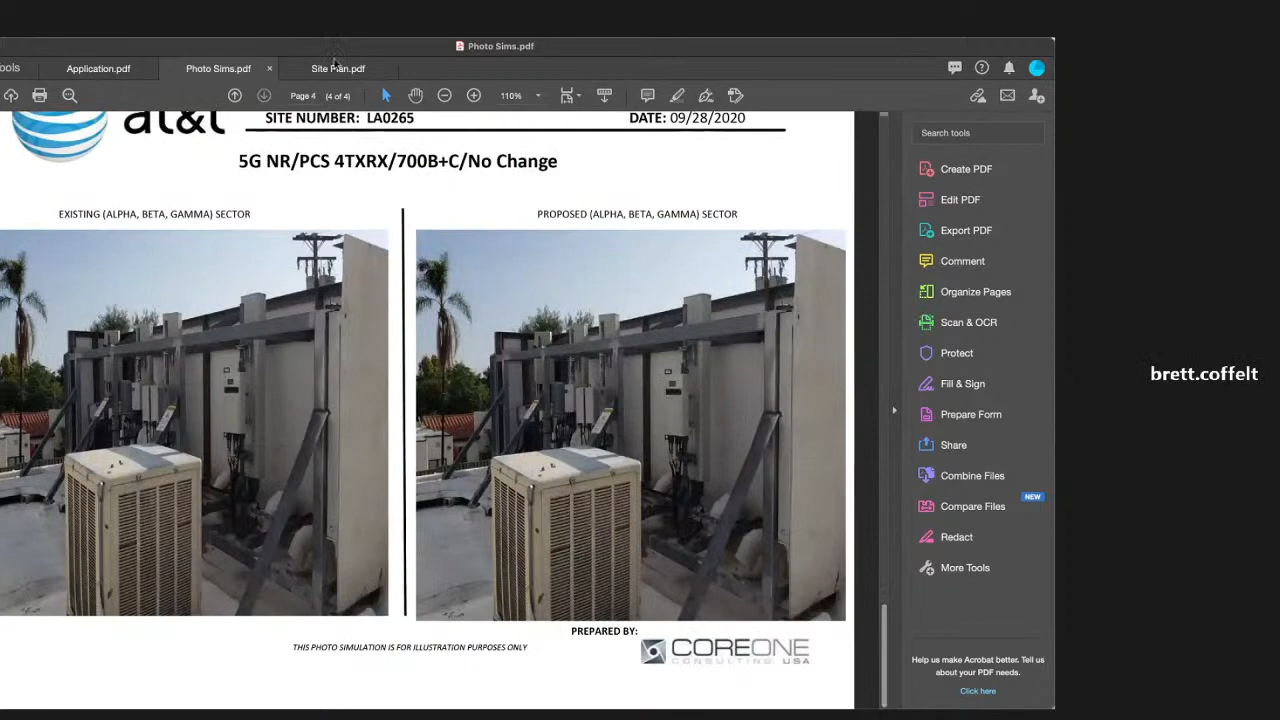 Photo Sims.pdf
ools
Application.pdf
Photo Sims.pdf ×
Site Plan.pdf
Page 4 (4 of 4)
110%
at&t
SITE NUMBER: LA0265
DATE: 09/28/2020
5G NR/PCS 4TXRX/700B+C/No Change
EXISTING (ALPHA, BETA, GAMMA) SECTOR
PROPOSED (ALPHA, BETA, GAMMA) SECTOR
PREPARED BY:
THIS PHOTO SIMULATION IS FOR ILLUSTRATION PURPOSES ONLY
COREONE
CONSULTING USA
Search tools
Create PDF
Edit PDF
Export PDF
Comment
Organize Pages
Scan & OCR
Protect
Fill & Sign
Prepare Form
Share
Combine Files
NEW
Compare Files
Redact
More Tools
Help us make Acrobat better. Tell us
about your PDF needs.
Click here
brett.coffelt